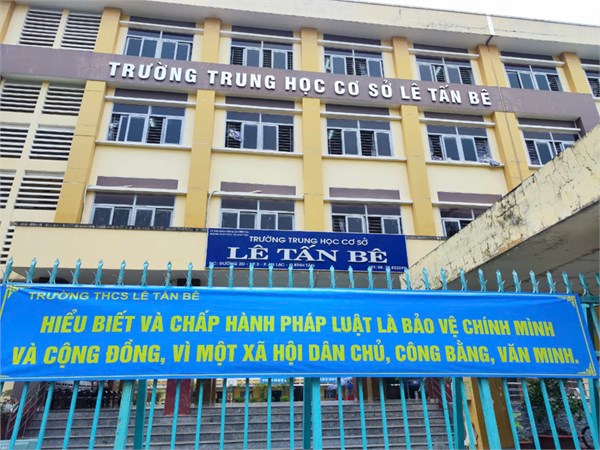 TRƯỜNG TRUNG HỌC CƠ SỞ LÊ TẤN BÊ
TRƯỜNG TRUNG HỌC CƠ SỞ
LÊ TẤN BÊ
TRƯỜNG THCS LÊ TẤN BÊ
HIỂU BIẾT VÀ CHẤP HÀNH PHÁP LUẬT LÀ BẢO VỆ CHÍNH MÌNH
VÀ CỘNG ĐỒNG, VÌ MỘT XÃ HỘI DÂN CHỦ, CÔNG BẰNG, VĂN MINH.